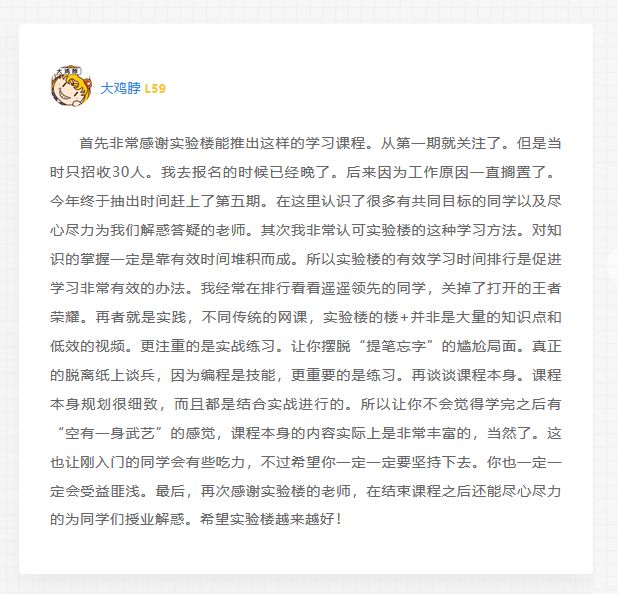 大鸡脖
大鸡脖 L59
首先非常感谢实验楼能推出这样的学习课程。从第一期就关注了。但是当
时只招收30人。我去报名的时候已经晚了。后来因为工作原因一直搁置了。
今年终于抽出时间赶上了第五期。在这里认识了很多有共同目标的同学以及尽
心尽力为我们解惑答疑的老师。其次我非常认可实验楼的这种学习方法。对知
识的掌握一定是靠有效时间堆积而成。所以实验楼的有效学习时间排行是促进
学习非常有效的办法。我经常在排行看看遥遥领先的同学，关掉了打开的王者
荣耀。再者就是实践，不同传统的网课，实验楼的楼+并非是大量的知识点和
低效的视频。更注重的是实战练习。让你摆脱“提笔忘字”的尴尬局面。真正
的脱离纸上谈兵，因为编程是技能，更重要的是练习。再谈谈课程本身。课程
本身规划很细致，而且都是结合实战进行的。所以让你不会觉得学完之后有
“空有一身武艺”的感觉，课程本身的内容实际上是非常丰富的，当然了。这
也让刚入门的同学会有些吃力，不过希望你一定一定要坚持下去。你也一定一
定会受益匪浅。最后，再次感谢实验楼的老师，在结束课程之后还能尽心尽力
的为同学们授业解惑。希望实验楼越来越好！